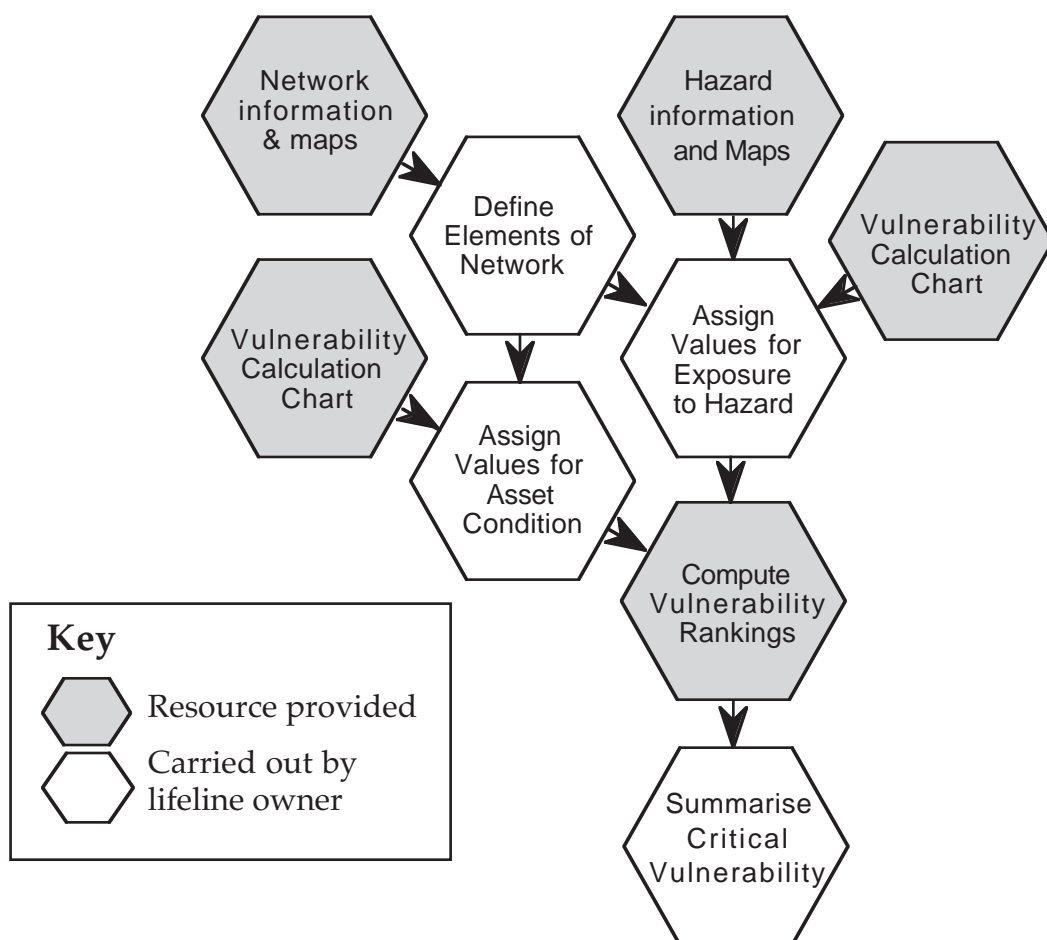 Network
information
& maps
Hazard
information
and Maps
Define
Elements of
Network
Vulnerability
Calculation
Chart
Vulnerability
Calculation
Chart
Assign
Values for
Exposure
to Hazard
Assign
Values for
Asset
Condition
Compute
Vulnerability
Rankings
Key
Resource provided
Carried out by
lifeline owner
Summarise
Critical
Vulnerability